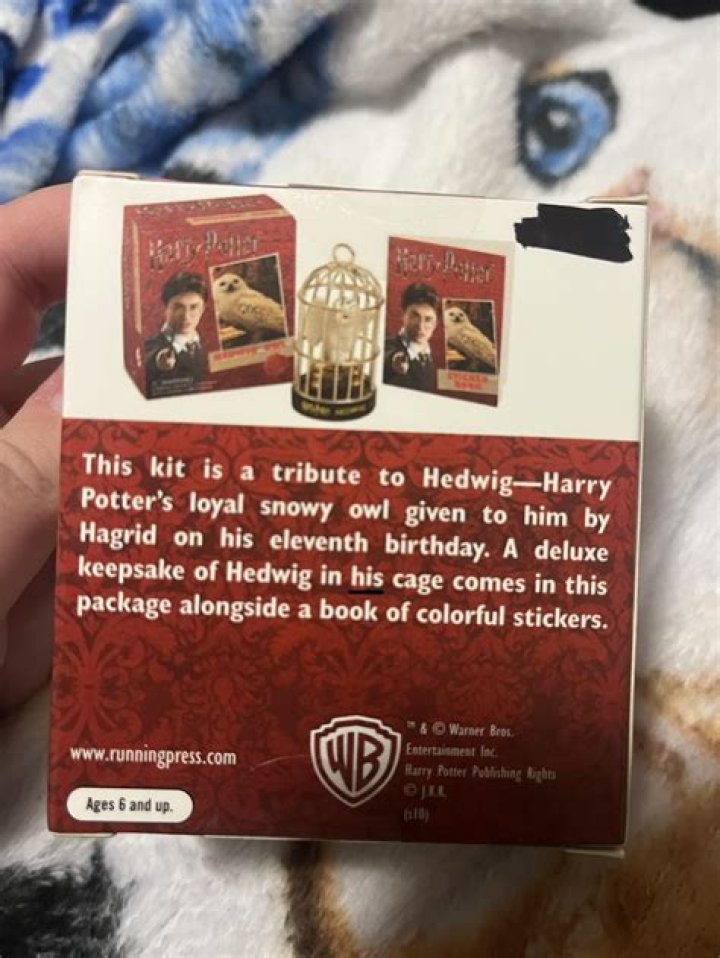 Harry Potter
Harry Potter
STICKER
BOOK
This kit is a tribute to Hedwig—Harry
Potter's loyal snowy owl given to him by
Hagrid on his eleventh birthday. A deluxe
keepsake of Hedwig in his cage comes in this
package alongside a book of colorful stickers.
www.runningpress.com
Ages 6 and up.
WB
™ & © Warner Bros.
Entertainment Inc.
Harry Potter Publishing Rights
© J.K.R.
(s10)